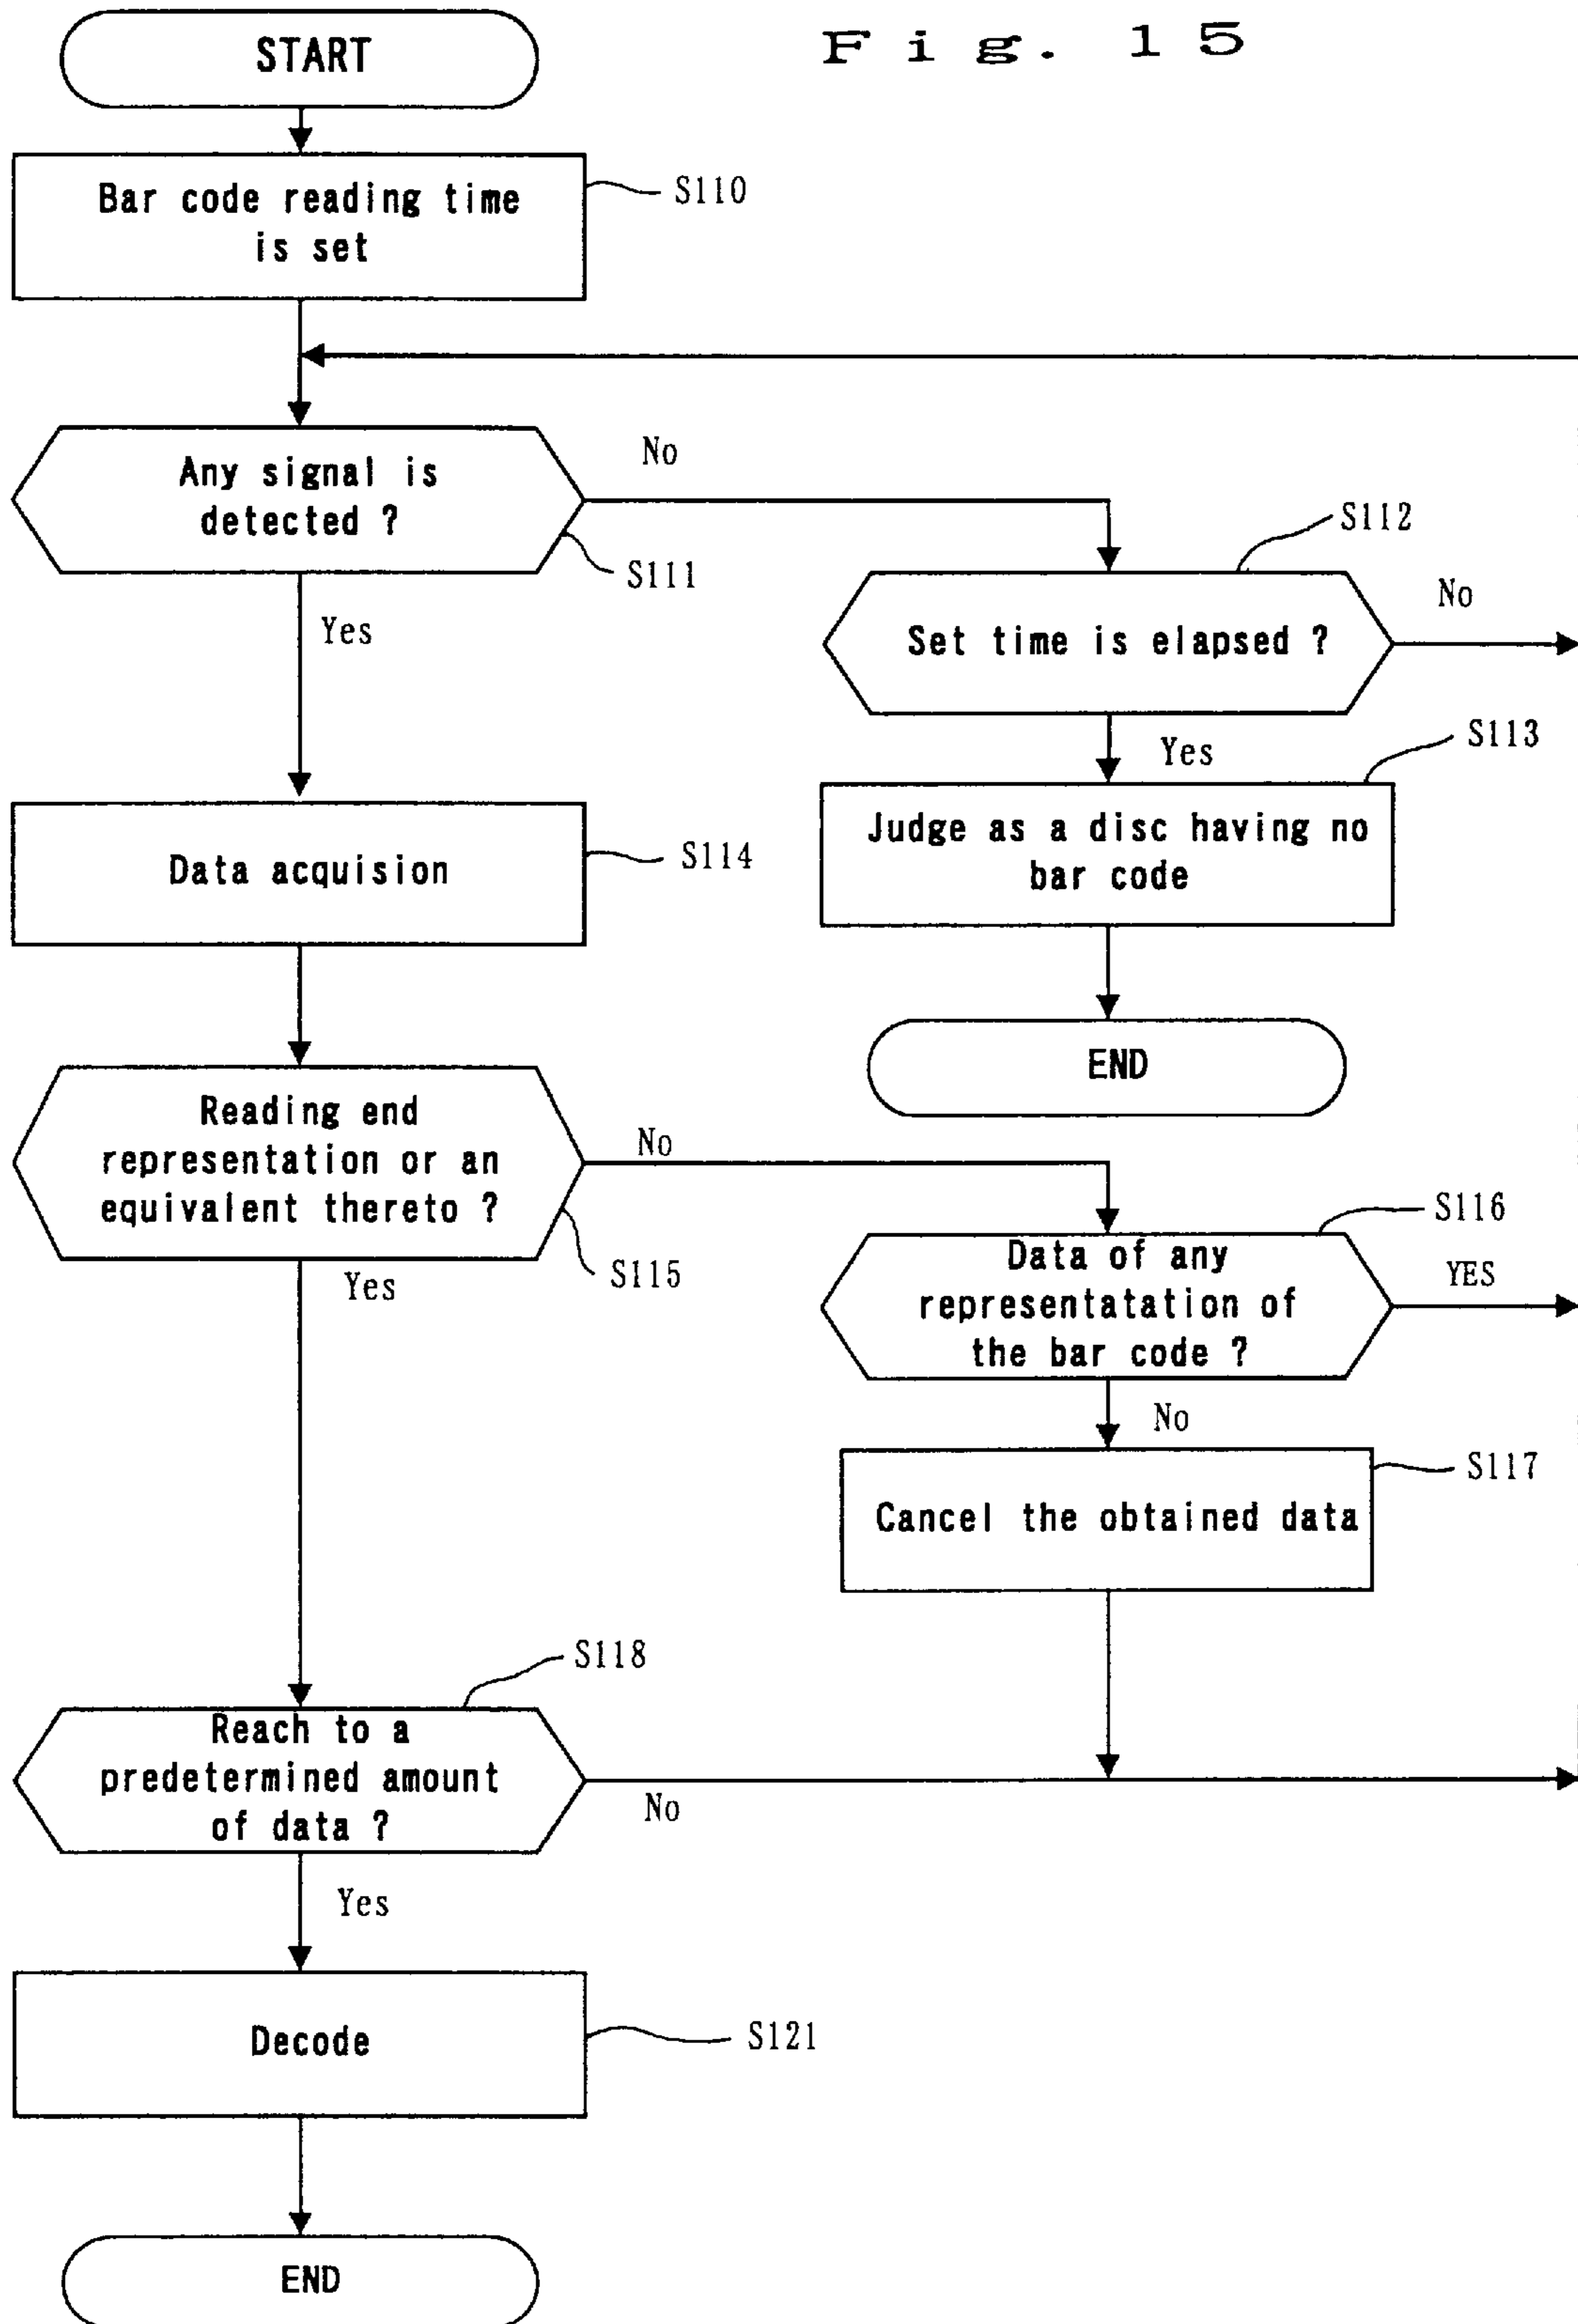 Fig. 15
START
Bar code reading time
is set
S110
Any signal is
detected ?
No
S111
Yes
S112
Set time is elapsed ?
No
Yes
S113
Judge as a disc having no
bar code
Data acquision
S114
END
Reading end
representation or an
equivalent thereto ?
No
S115
Yes
S116
Data of any
representatation of
the bar code ?
YES
No
S117
Cancel the obtained data
S118
Reach to a
predetermined amount
of data ?
No
Yes
Decode
S121
END